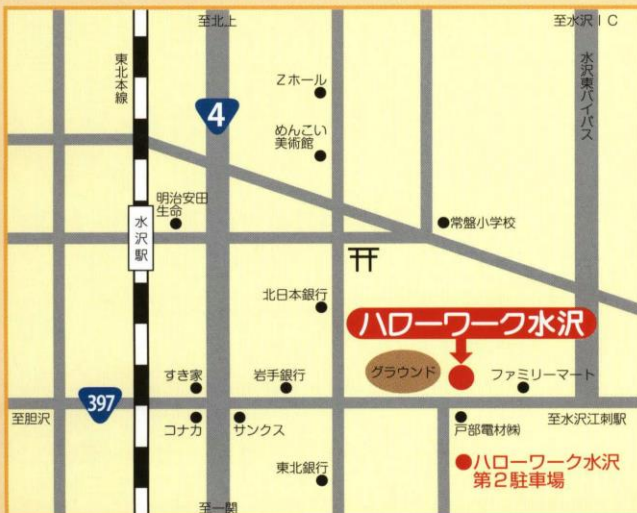 至北上
至水沢IC
東北本線
水沢東バイパス
Zホール
4
めんこい
美術館
明治安田
生命
水沢駅
常盤小学校
北日本銀行
ハローワーク水沢
すき家
岩手銀行
グラウンド
ファミリーマート
397
至胆沢
コナカ
サンクス
戸部電材㈱
至水沢江刺駅
東北銀行
ハローワーク水沢
第2駐車場
至一関